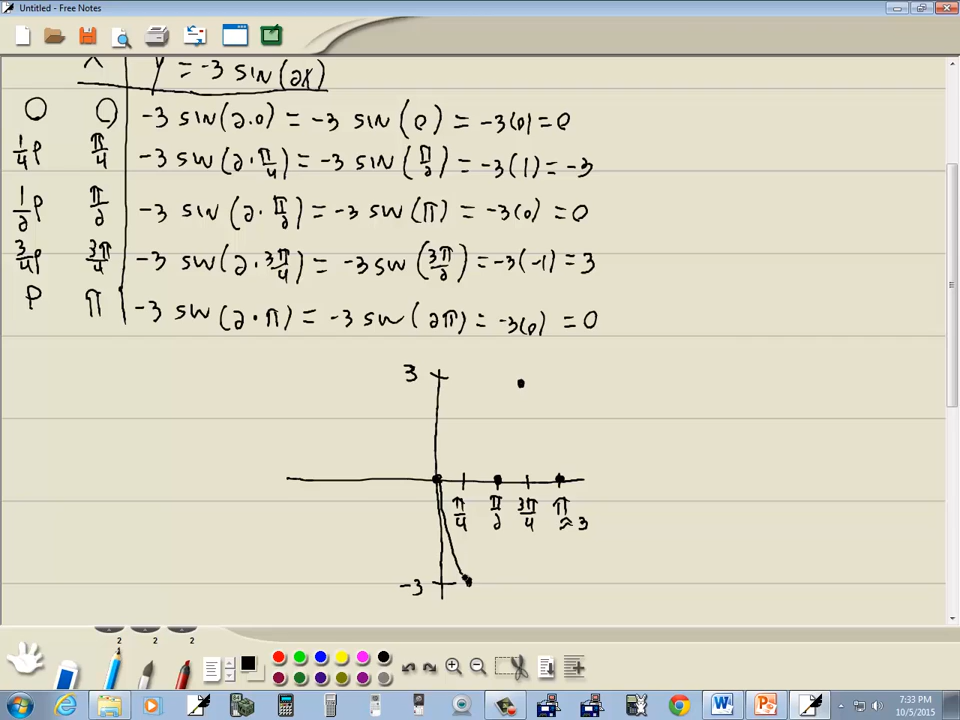 Untitled - Free Notes
x y = -3 sin(2x)
0 0 -3 sin(2·0) = -3 sin(0) = -3(0) = 0
1/4 P π/4 -3 sin(2·π/4) = -3 sin(π/2) = -3(1) = -3
1/2 P π/2 -3 sin(2·π/2) = -3 sin(π) = -3(0) = 0
3/4 P 3π/4 -3 sin(2·3π/4) = -3 sin(3π/2) = -3(-1) = 3
P π -3 sin(2·π) = -3 sin(2π) = -3(0) = 0
3
π/4 π/2 3π/4 π
≈3
-3
2 2 2
7:33 PM
10/5/2015